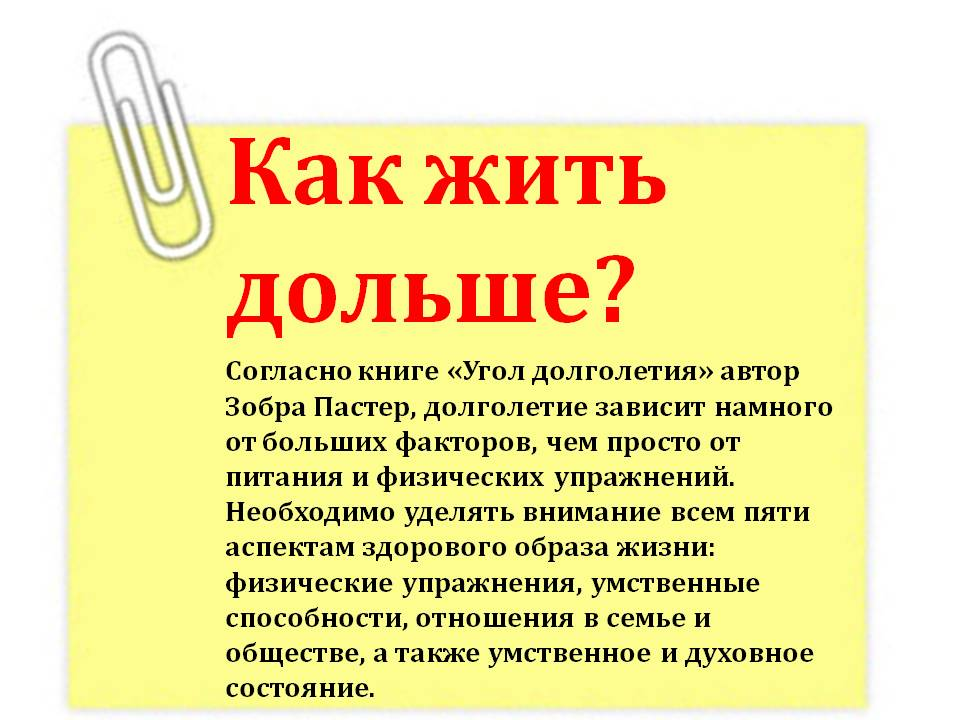 Как жить
дольше?
Согласно книге «Угол долголетия» автор
Зобра Пастер, долголетие зависит намного
от больших факторов, чем просто от
питания и физических упражнений.
Необходимо уделять внимание всем пяти
аспектам здорового образа жизни:
физические упражнения, умственные
способности, отношения в семье и
обществе, а также умственное и духовное
состояние.